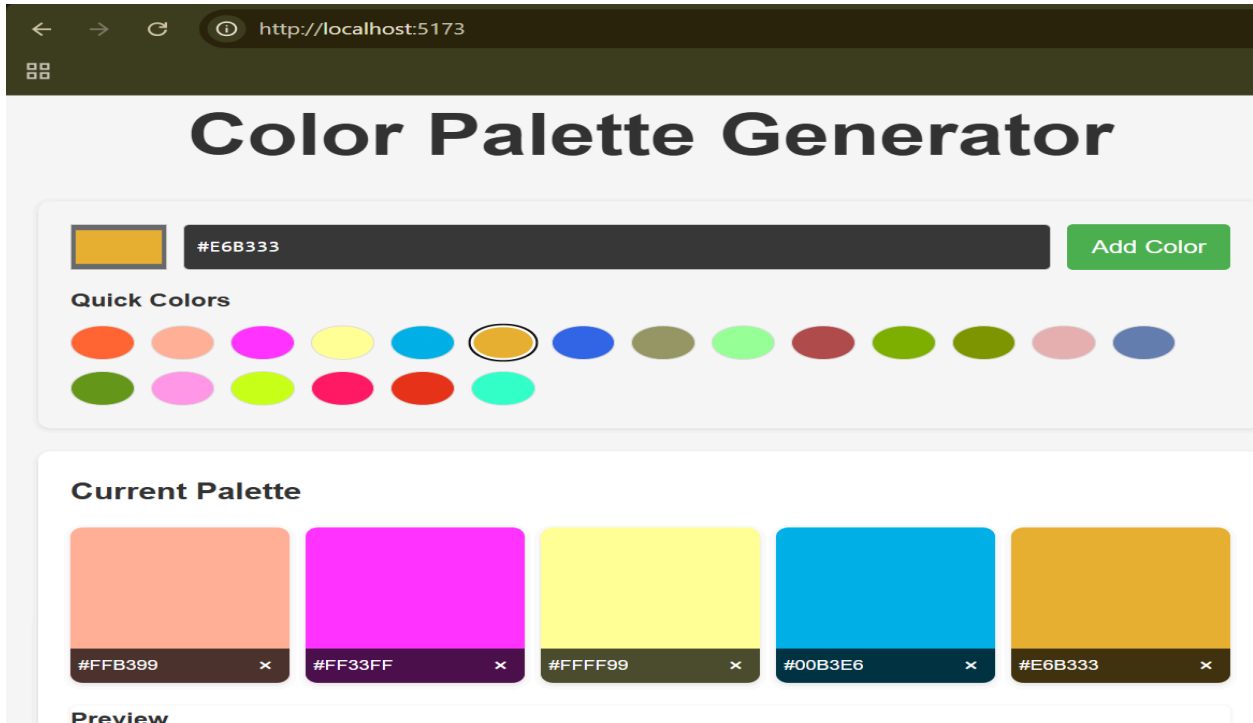 http://localhost:5173
Color Palette Generator
#E6B333
Add Color
Quick Colors
Current Palette
#FFB399 ×
#FF33FF ×
#FFFF99 ×
#00B3E6 ×
#E6B333 ×
Preview